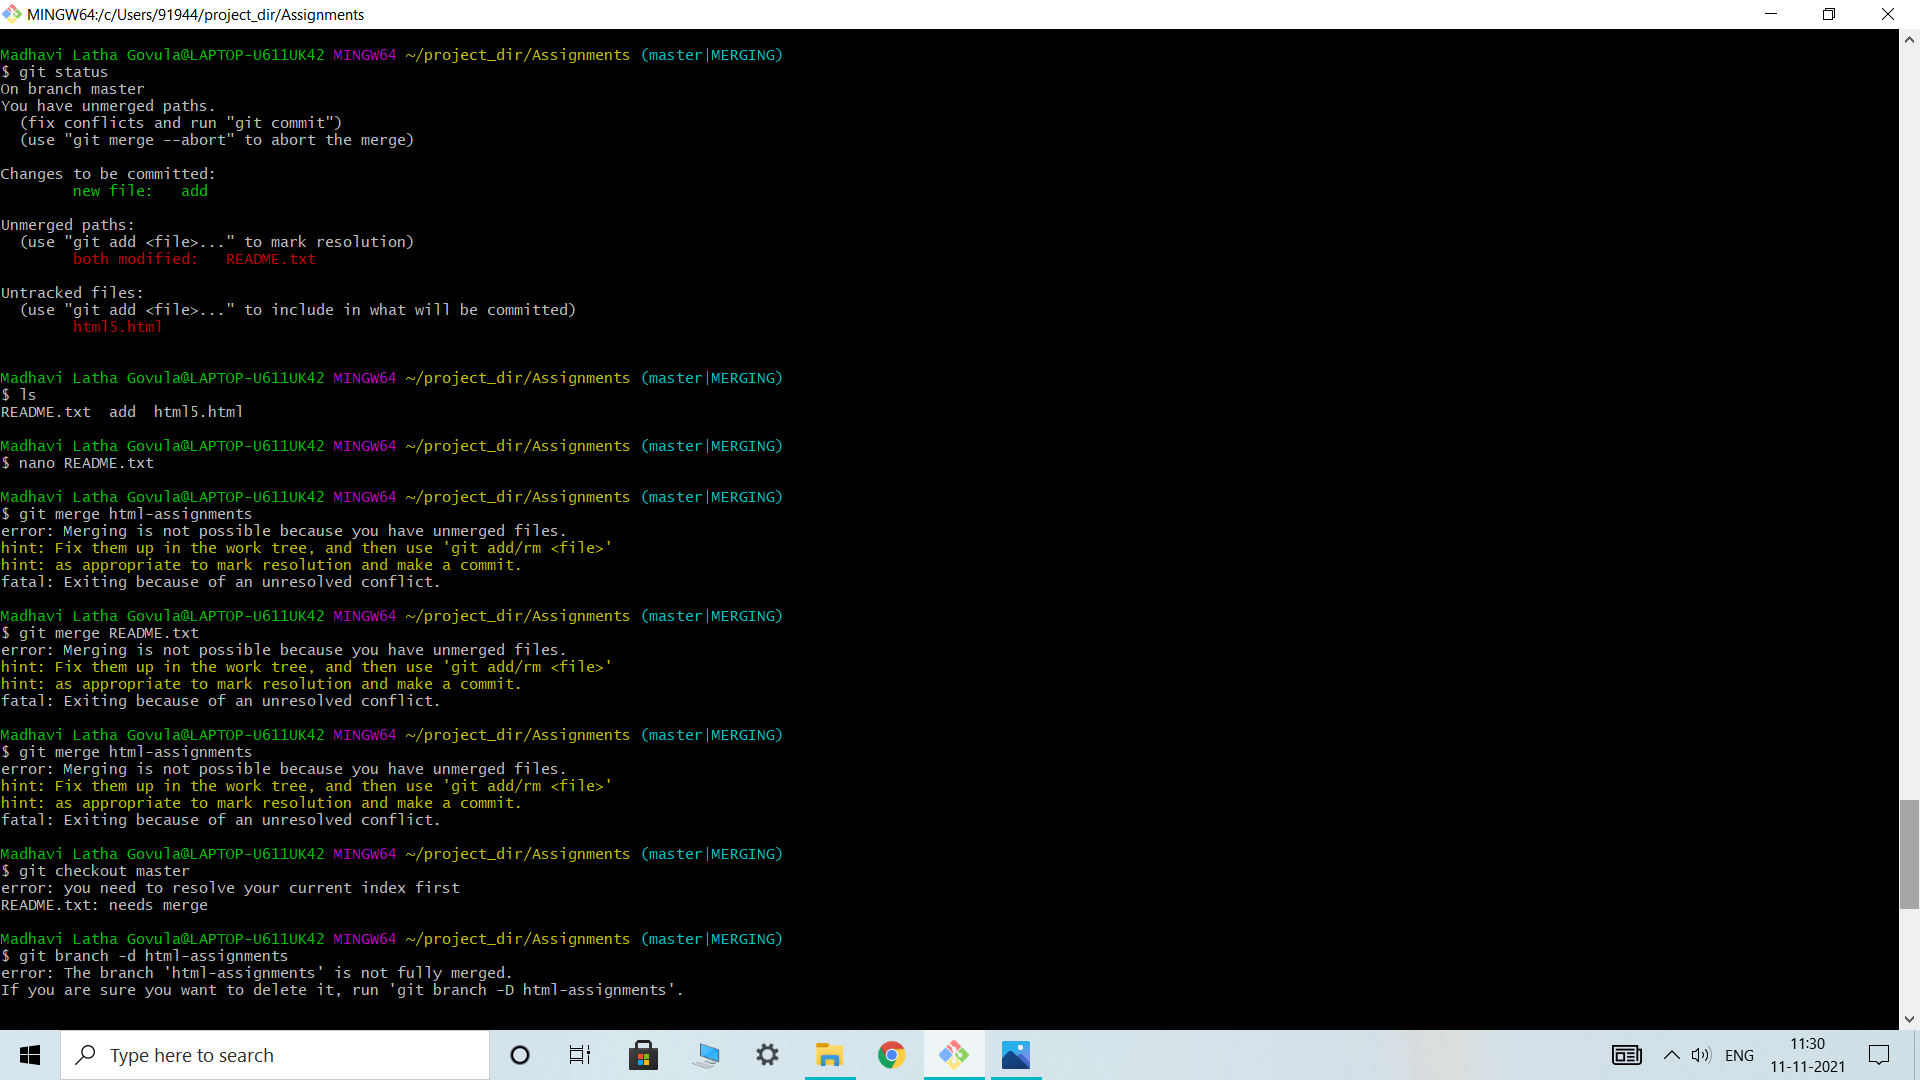 MINGW64:/c/Users/91944/project_dir/Assignments
Madhavi Latha Govula@LAPTOP-U611UK42 MINGW64 ~/project_dir/Assignments (master|MERGING)
$ git status
On branch master
You have unmerged paths.
  (fix conflicts and run "git commit")
  (use "git merge --abort" to abort the merge)
Changes to be committed:
        new file:   add
Unmerged paths:
  (use "git add <file>..." to mark resolution)
        both modified:   README.txt
Untracked files:
  (use "git add <file>..." to include in what will be committed)
        html5.html
Madhavi Latha Govula@LAPTOP-U611UK42 MINGW64 ~/project_dir/Assignments (master|MERGING)
$ ls
README.txt  add  html5.html
Madhavi Latha Govula@LAPTOP-U611UK42 MINGW64 ~/project_dir/Assignments (master|MERGING)
$ nano README.txt
Madhavi Latha Govula@LAPTOP-U611UK42 MINGW64 ~/project_dir/Assignments (master|MERGING)
$ git merge html-assignments
error: Merging is not possible because you have unmerged files.
hint: Fix them up in the work tree, and then use 'git add/rm <file>'
hint: as appropriate to mark resolution and make a commit.
fatal: Exiting because of an unresolved conflict.
Madhavi Latha Govula@LAPTOP-U611UK42 MINGW64 ~/project_dir/Assignments (master|MERGING)
$ git merge README.txt
error: Merging is not possible because you have unmerged files.
hint: Fix them up in the work tree, and then use 'git add/rm <file>'
hint: as appropriate to mark resolution and make a commit.
fatal: Exiting because of an unresolved conflict.
Madhavi Latha Govula@LAPTOP-U611UK42 MINGW64 ~/project_dir/Assignments (master|MERGING)
$ git merge html-assignments
error: Merging is not possible because you have unmerged files.
hint: Fix them up in the work tree, and then use 'git add/rm <file>'
hint: as appropriate to mark resolution and make a commit.
fatal: Exiting because of an unresolved conflict.
Madhavi Latha Govula@LAPTOP-U611UK42 MINGW64 ~/project_dir/Assignments (master|MERGING)
$ git checkout master
error: you need to resolve your current index first
README.txt: needs merge
Madhavi Latha Govula@LAPTOP-U611UK42 MINGW64 ~/project_dir/Assignments (master|MERGING)
$ git branch -d html-assignments
error: The branch 'html-assignments' is not fully merged.
If you are sure you want to delete it, run 'git branch -D html-assignments'.
Type here to search
ENG
11:30
11-11-2021